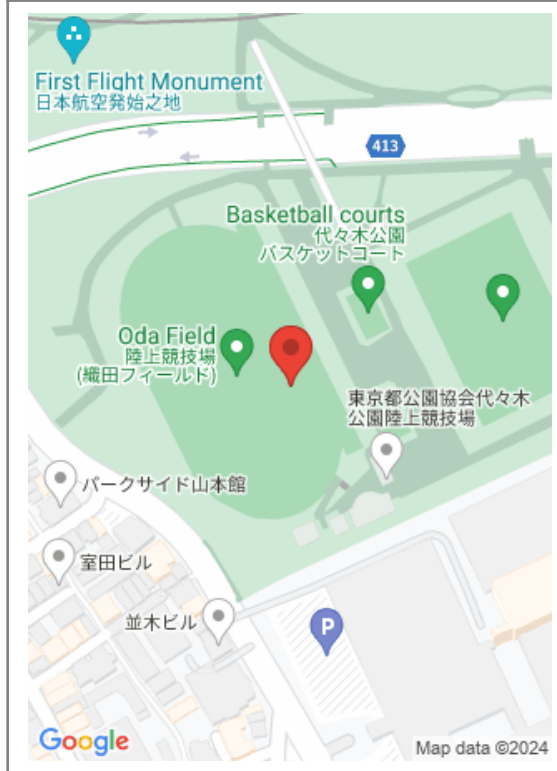 First Flight Monument
日本航空発始之地
413
Basketball courts
代々木公園
バスケットコート
Oda Field
陸上競技場
(織田フィールド)
東京都公園協会代々木
公園陸上競技場
パークサイド山本館
室田ビル
並木ビル
P
Google
Map data ©2024